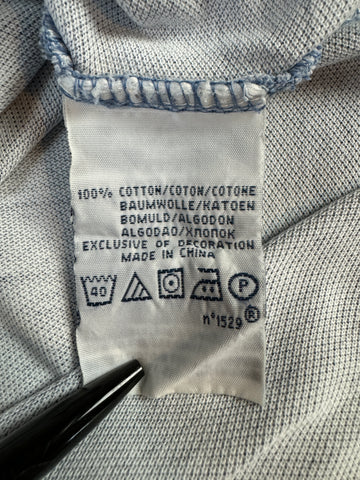 100% COTTON/COTON/COTONE
BAUMWOLLE/KATOEN
BOMULD/ALGODON
ALGODAO/ХЛОПОК
EXCLUSIVE OF DECORATION
MADE IN CHINA
40 P
n°1529 ®